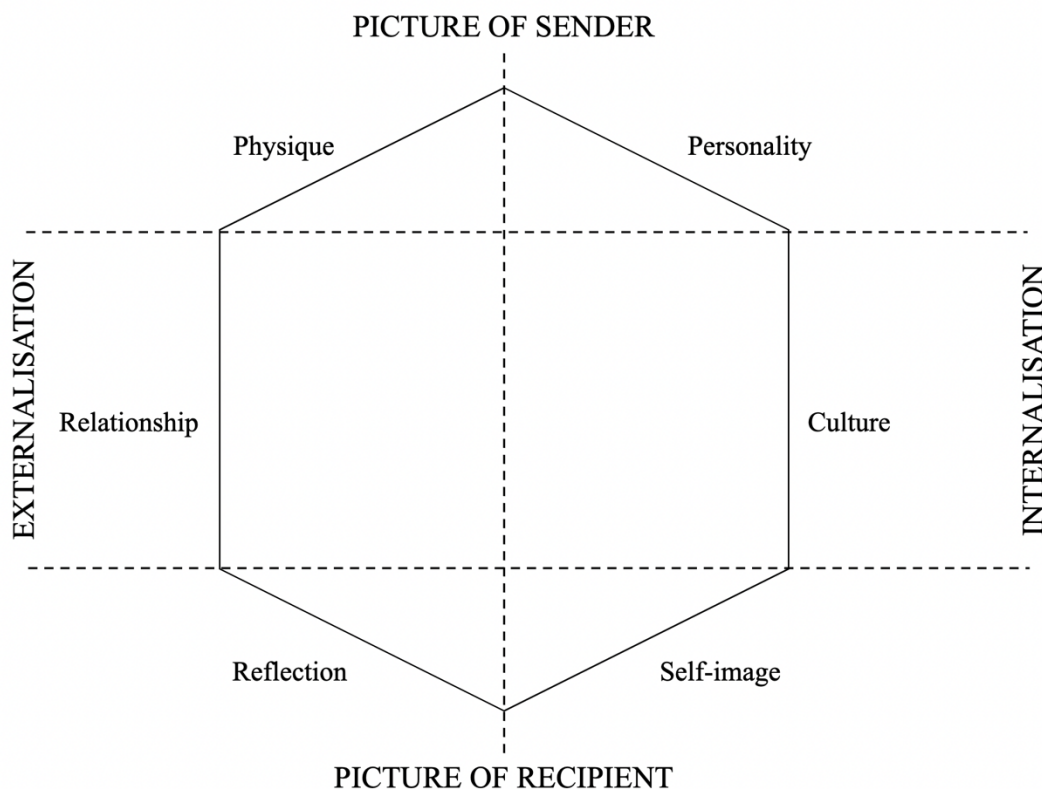 PICTURE OF SENDER
Physique
Personality
EXTERNALISATION
INTERNALISATION
Relationship
Culture
Reflection
Self-image
PICTURE OF RECIPIENT